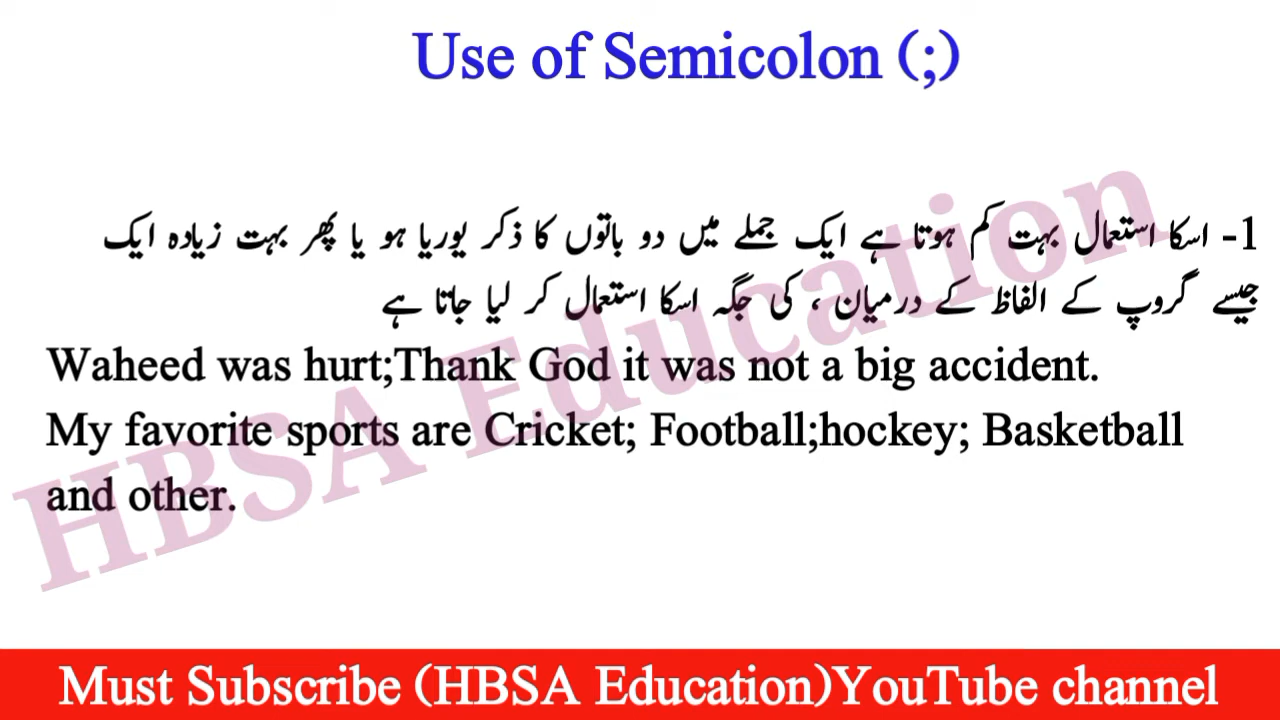 Use of Semicolon (;)
1- اسکا استعمال بہت کم ہوتا ہے ایک جملے میں دو باتوں کا ذکر ہورہا ہو یا پھر بہت زیادہ ایک
جیسے گروپ کے الفاظ کے درمیان ، کی جگہ اسکا استعمال کر لیا جاتا ہے
Waheed was hurt;Thank God it was not a big accident.
My favorite sports are Cricket; Football;hockey; Basketball
and other.
HBSA Education
Must Subscribe (HBSA Education)YouTube channel